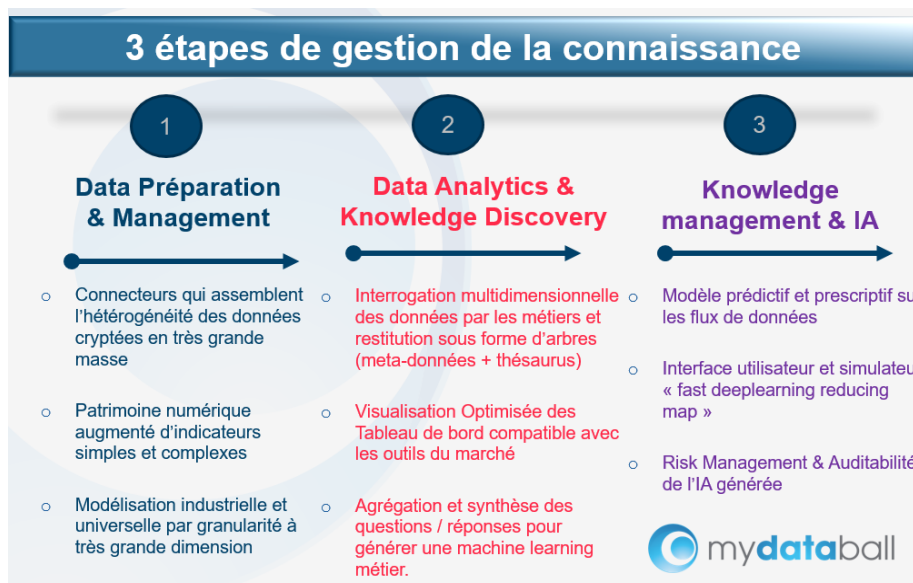 3 étapes de gestion de la connaissance
1
Data Préparation
& Management
Connecteurs qui assemblent
l'hétérogénéité des données
cryptées en très grande
masse
Patrimoine numérique
augmenté d'indicateurs
simples et complexes
Modélisation industrielle et
universelle par granularité à
très grande dimension
2
Data Analytics &
Knowledge Discovery
Interrogation multidimensionnelle
des données par les métiers et
restitution sous forme d'arbres
(meta-données + thésaurus)
Visualisation Optimisée des
Tableau de bord compatible avec
les outils du marché
Agrégation et synthèse des
questions / réponses pour
générer une machine learning
métier.
3
Knowledge
management & IA
Modèle prédictif et prescriptif su
les flux de données
Interface utilisateur et simulateu
« fast deeplearning reducing
map »
Risk Management & Auditabilité
de l'IA générée
mydataball